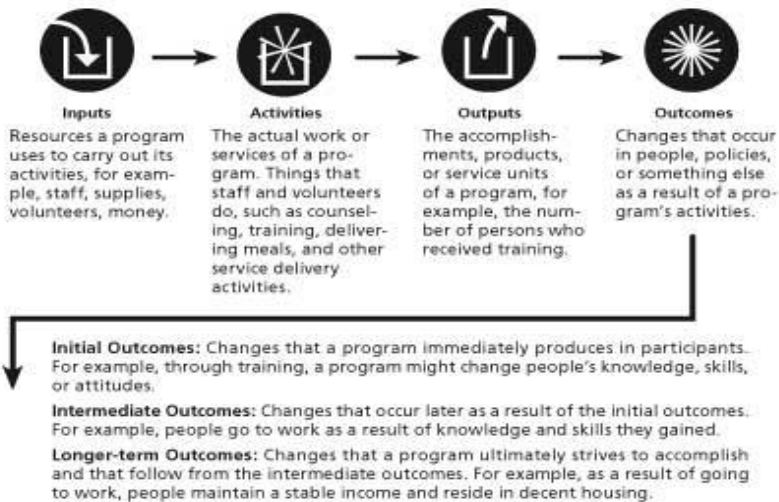 Inputs
Resources a program
uses to carry out its
activities, for exam-
ple, staff, supplies,
volunteers, money.
Activities
The actual work or
services of a pro-
gram. Things that
staff and volunteers
do, such as counsel-
ing, training, deliver-
ing meals, and other
service delivery
activities.
Outputs
The accomplish-
ments, products,
or service units
of a program, for
example, the num-
ber of persons who
received training.
Outcomes
Changes that occur
in people, policies,
or something else
as a result of a pro-
gram's activities.
Initial Outcomes: Changes that a program immediately produces in participants.
For example, through training, a program might change people's knowledge, skills,
or attitudes.
Intermediate Outcomes: Changes that occur later as a result of the initial outcomes.
For example, people go to work as a result of knowledge and skills they gained.
Longer-term Outcomes: Changes that a program ultimately strives to accomplish
and that follow from the intermediate outcomes. For example, as a result of going
to work, people maintain a stable income and reside in decent housing.